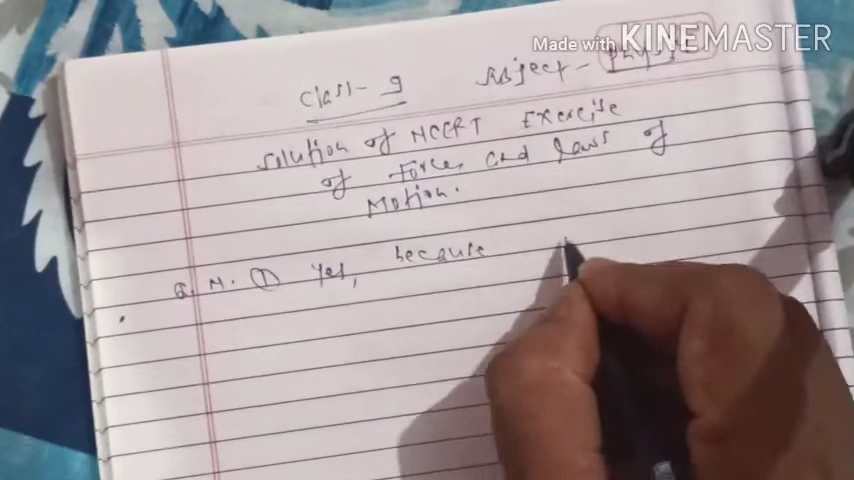 Made with KINEMASTER
Class- 9 Subject- Physics
Solution of NCERT Exercise
of Force and laws of
Motion.
Q. N. ① Yes, because